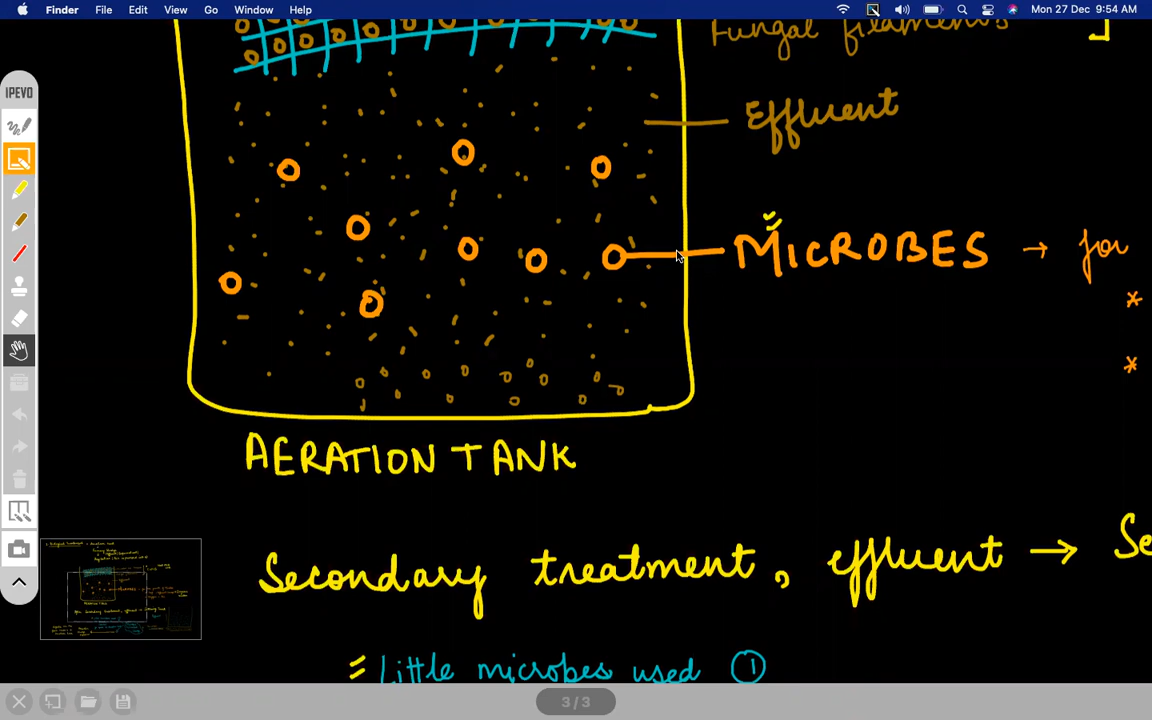 Finder File Edit View Go Window Help Mon 27 Dec 9:54 AM
IPEVO
Fungal filaments
Effluent
MICROBES → for
*
*
AERATION TANK
Secondary treatment, effluent → Se
= Little microbes used ①
3 / 3